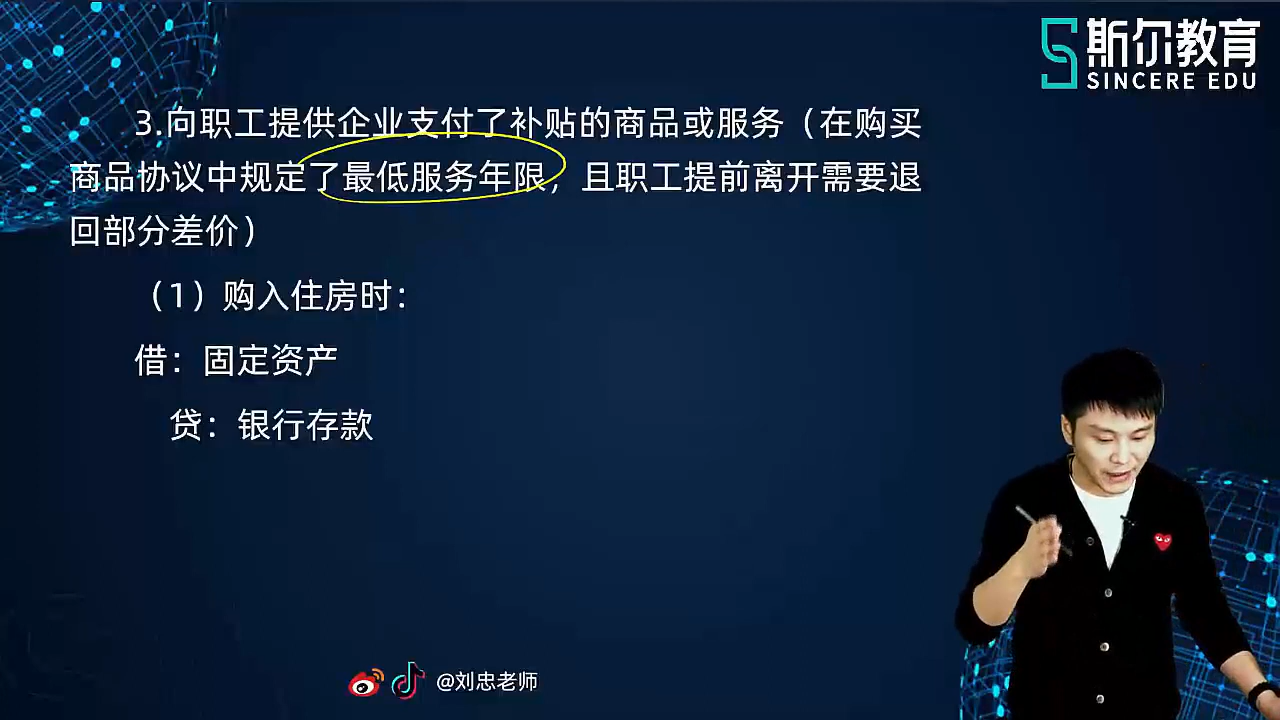 斯尔教育
SINCERE EDU
3.向职工提供企业支付了补贴的商品或服务（在购买
商品协议中规定了最低服务年限，且职工提前离开需要退
回部分差价）
（1）购入住房时：
借：固定资产
贷：银行存款
@刘忠老师